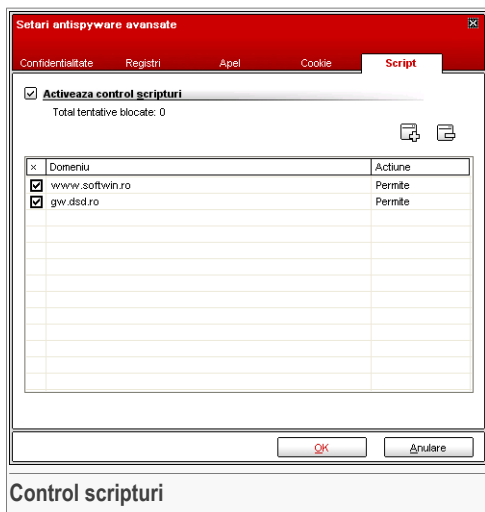 Setari antispyware avansate
Confidentialitate Registri Apel Cookie Script
Activeaza control scripturi
Total tentative blocate: 0
× Domeniu Actiune
www.softwin.ro Permite
gw.dsd.ro Permite
OK Anulare
Control scripturi